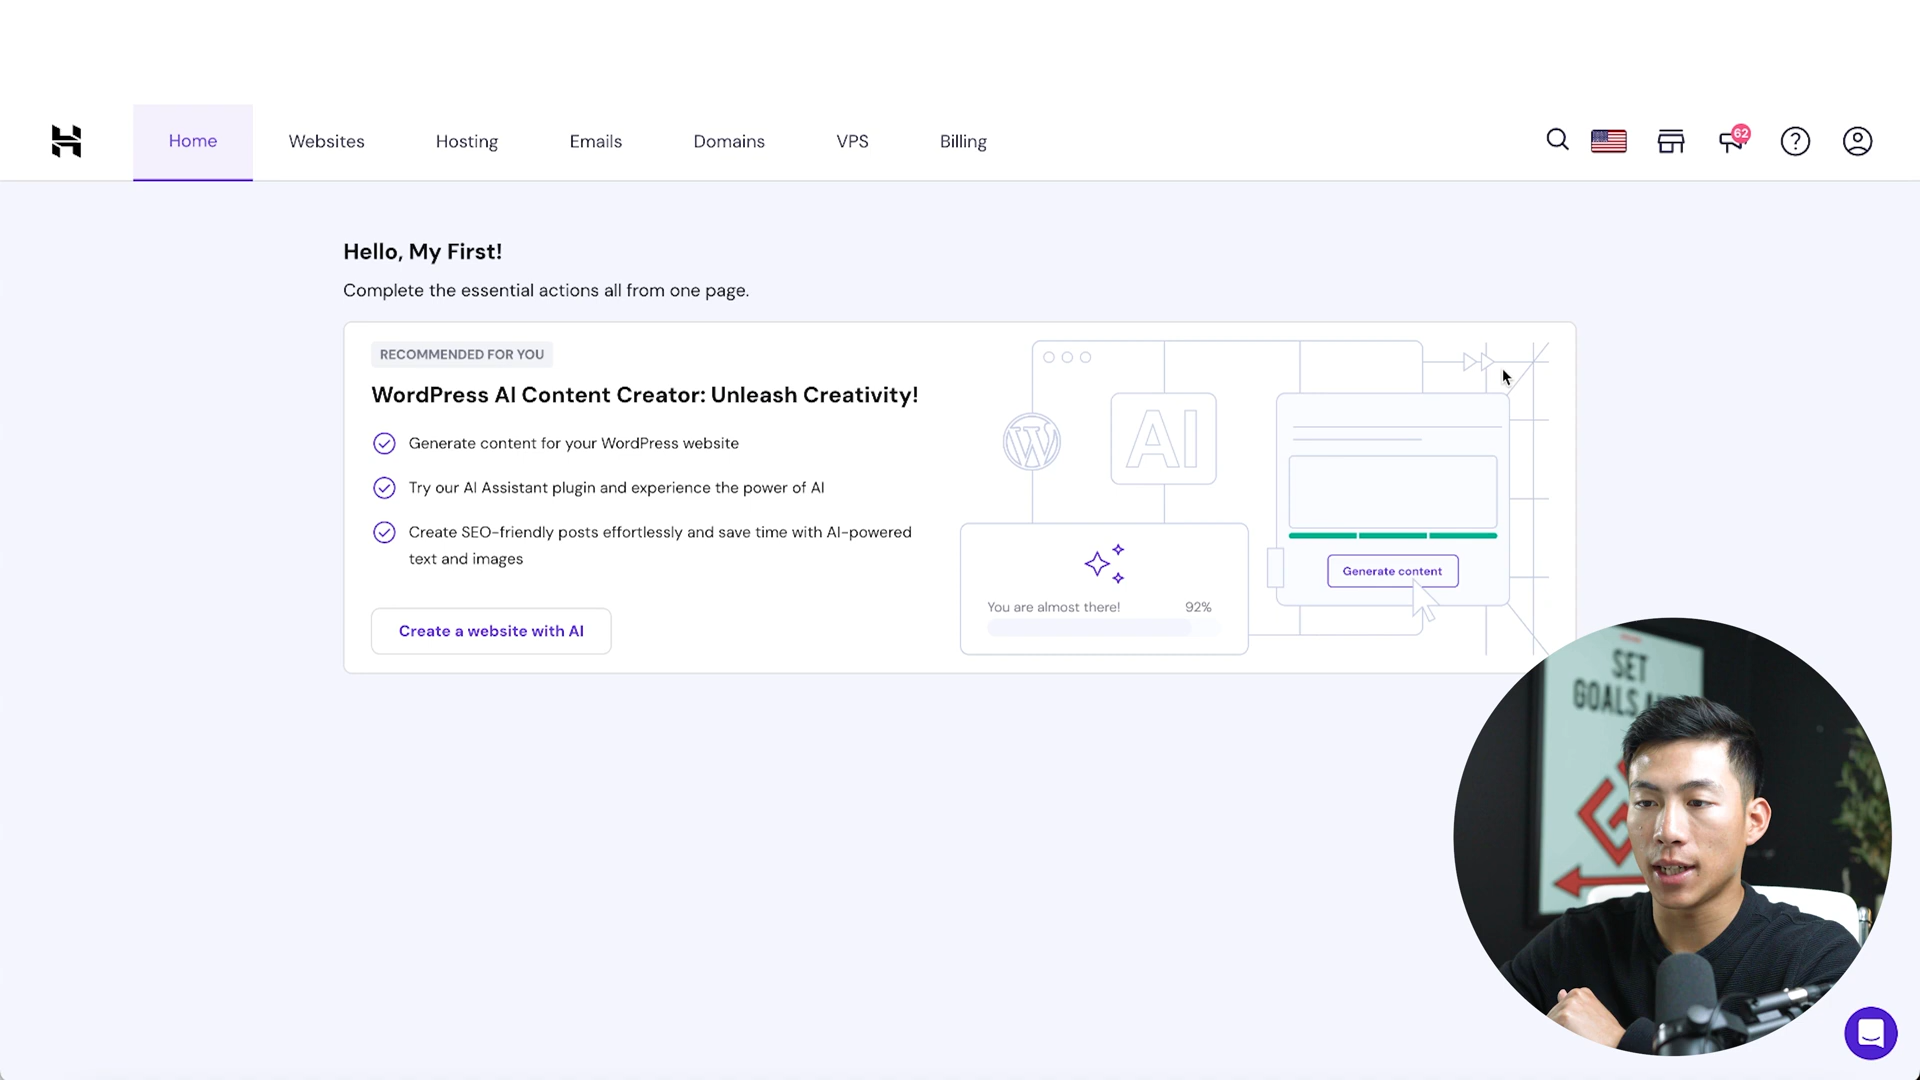 Home
Websites
Hosting
Emails
Domains
VPS
Billing
62
Hello, My First!
Complete the essential actions all from one page.
RECOMMENDED FOR YOU
WordPress AI Content Creator: Unleash Creativity!
Generate content for your WordPress website
Try our AI Assistant plugin and experience the power of AI
Create SEO-friendly posts effortlessly and save time with AI-powered
text and images
Create a website with AI
AI
You are almost there! 92%
Generate content
SET
GOALS